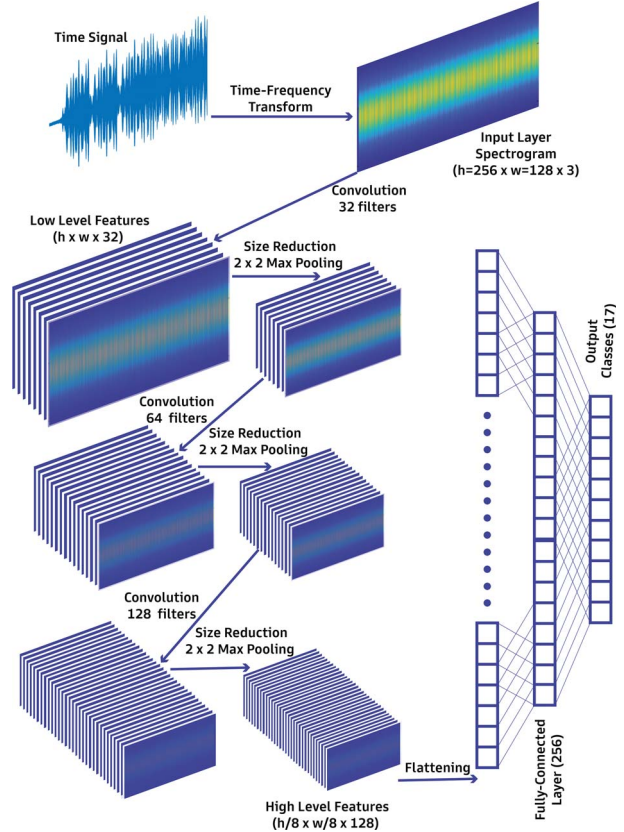 Time Signal
Time-Frequency
Transform
Input Layer
Spectrogram
(h=256 x w=128 x 3)
Convolution
32 filters
Low Level Features
(h x w x 32)
Size Reduction
2 x 2 Max Pooling
Convolution
64 filters
Size Reduction
2 x 2 Max Pooling
Convolution
128 filters
Size Reduction
2 x 2 Max Pooling
High Level Features
(h/8 x w/8 x 128)
Flattening
Fully-Connected
Layer (256)
Output
Classes (17)